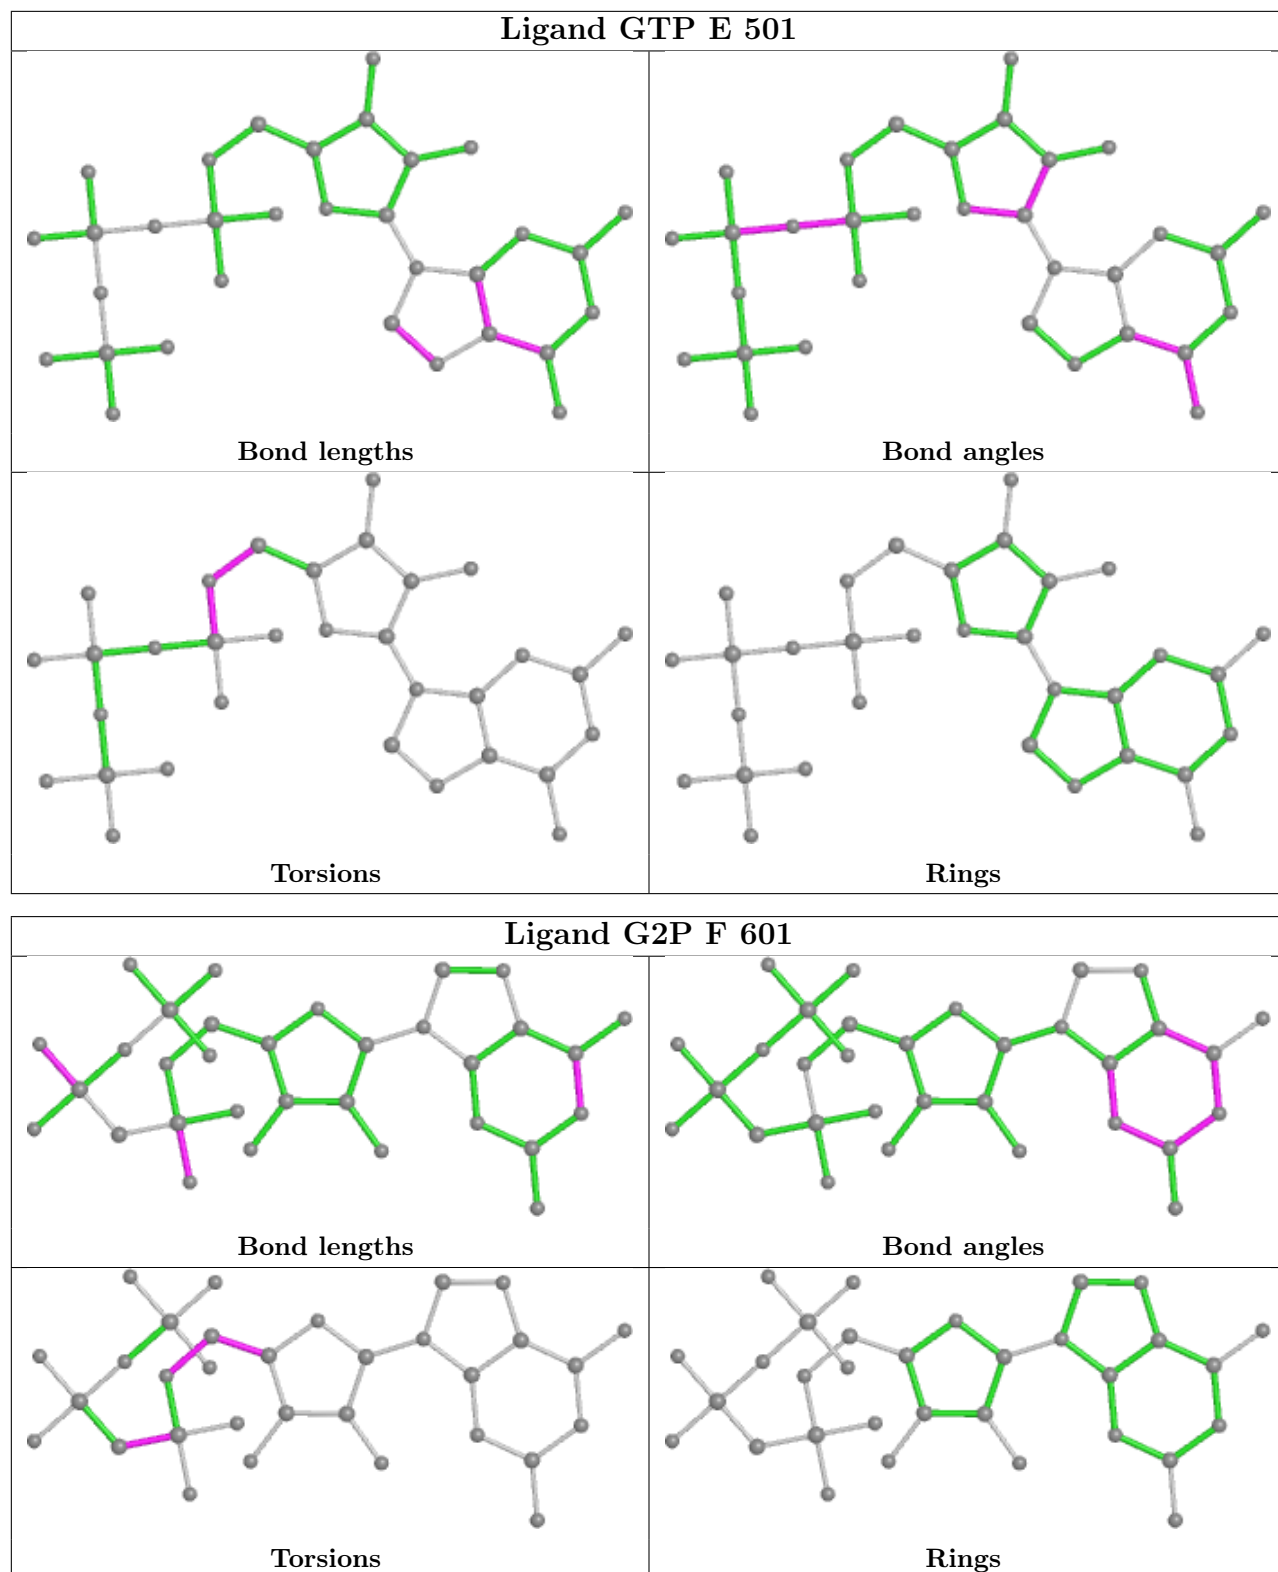 Ligand GTP E 501
Bond lengths
Bond angles
Torsions
Rings
Ligand G2P F 601
Bond lengths
Bond angles
Torsions
Rings